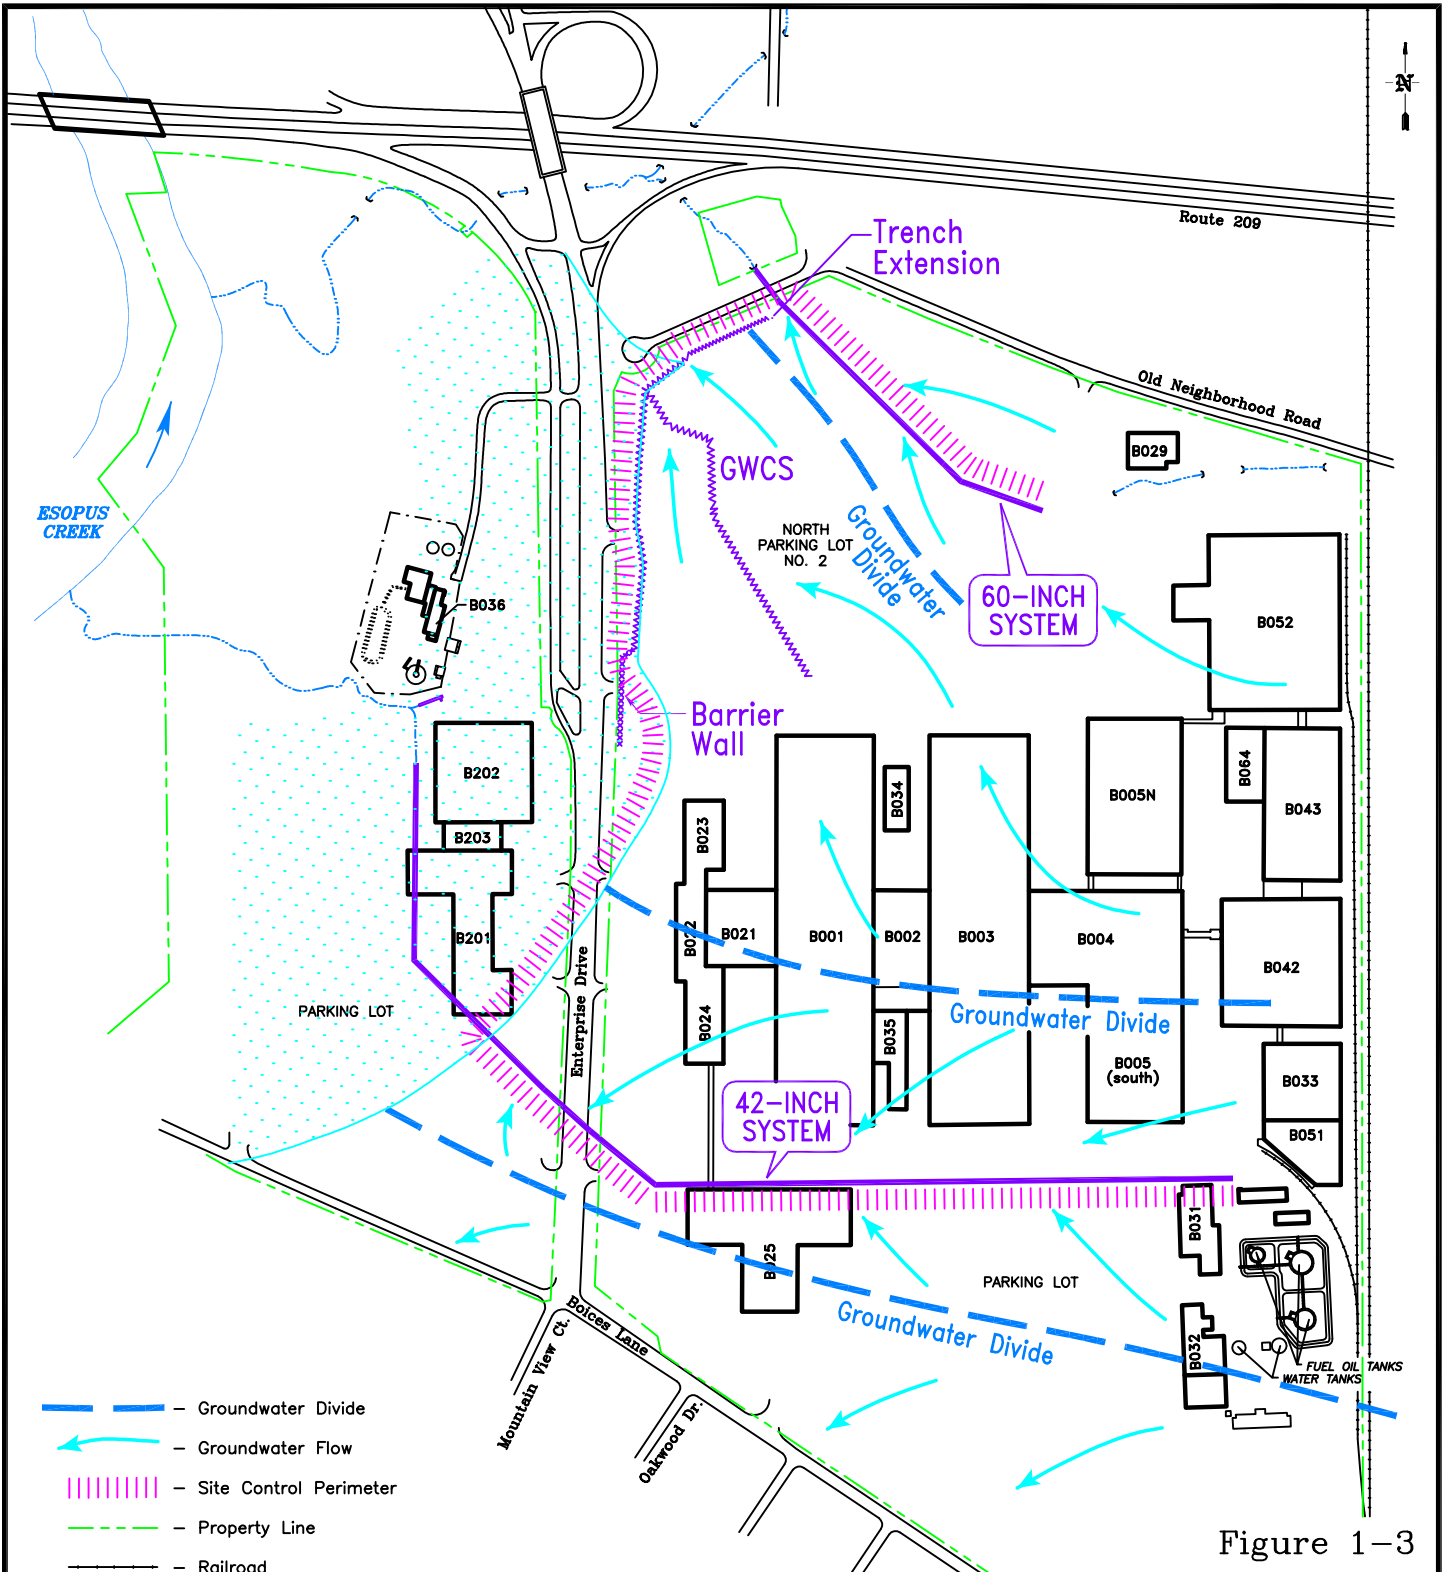 N
Route 209
Trench
Extension
Old Neighborhood Road
B029
GWCS
ESOPUS
CREEK
NORTH
PARKING LOT
NO. 2
Groundwater
Divide
60-INCH
SYSTEM
B036
B052
Barrier
Wall
B202
B203
B201
B023
B034
B005N
B064
B043
B022
B021
B001
B002
B003
B004
B042
PARKING LOT
Enterprise Drive
B024
B035
Groundwater Divide
B005
(south)
B033
B051
42-INCH
SYSTEM
B031
B025
PARKING LOT
Groundwater Divide
B032
FUEL OIL TANKS
WATER TANKS
Boices Lane
Mountain View Ct.
Oakwood Dr.
- Groundwater Divide
- Groundwater Flow
- Site Control Perimeter
- Property Line
- Railroad
Figure 1-3